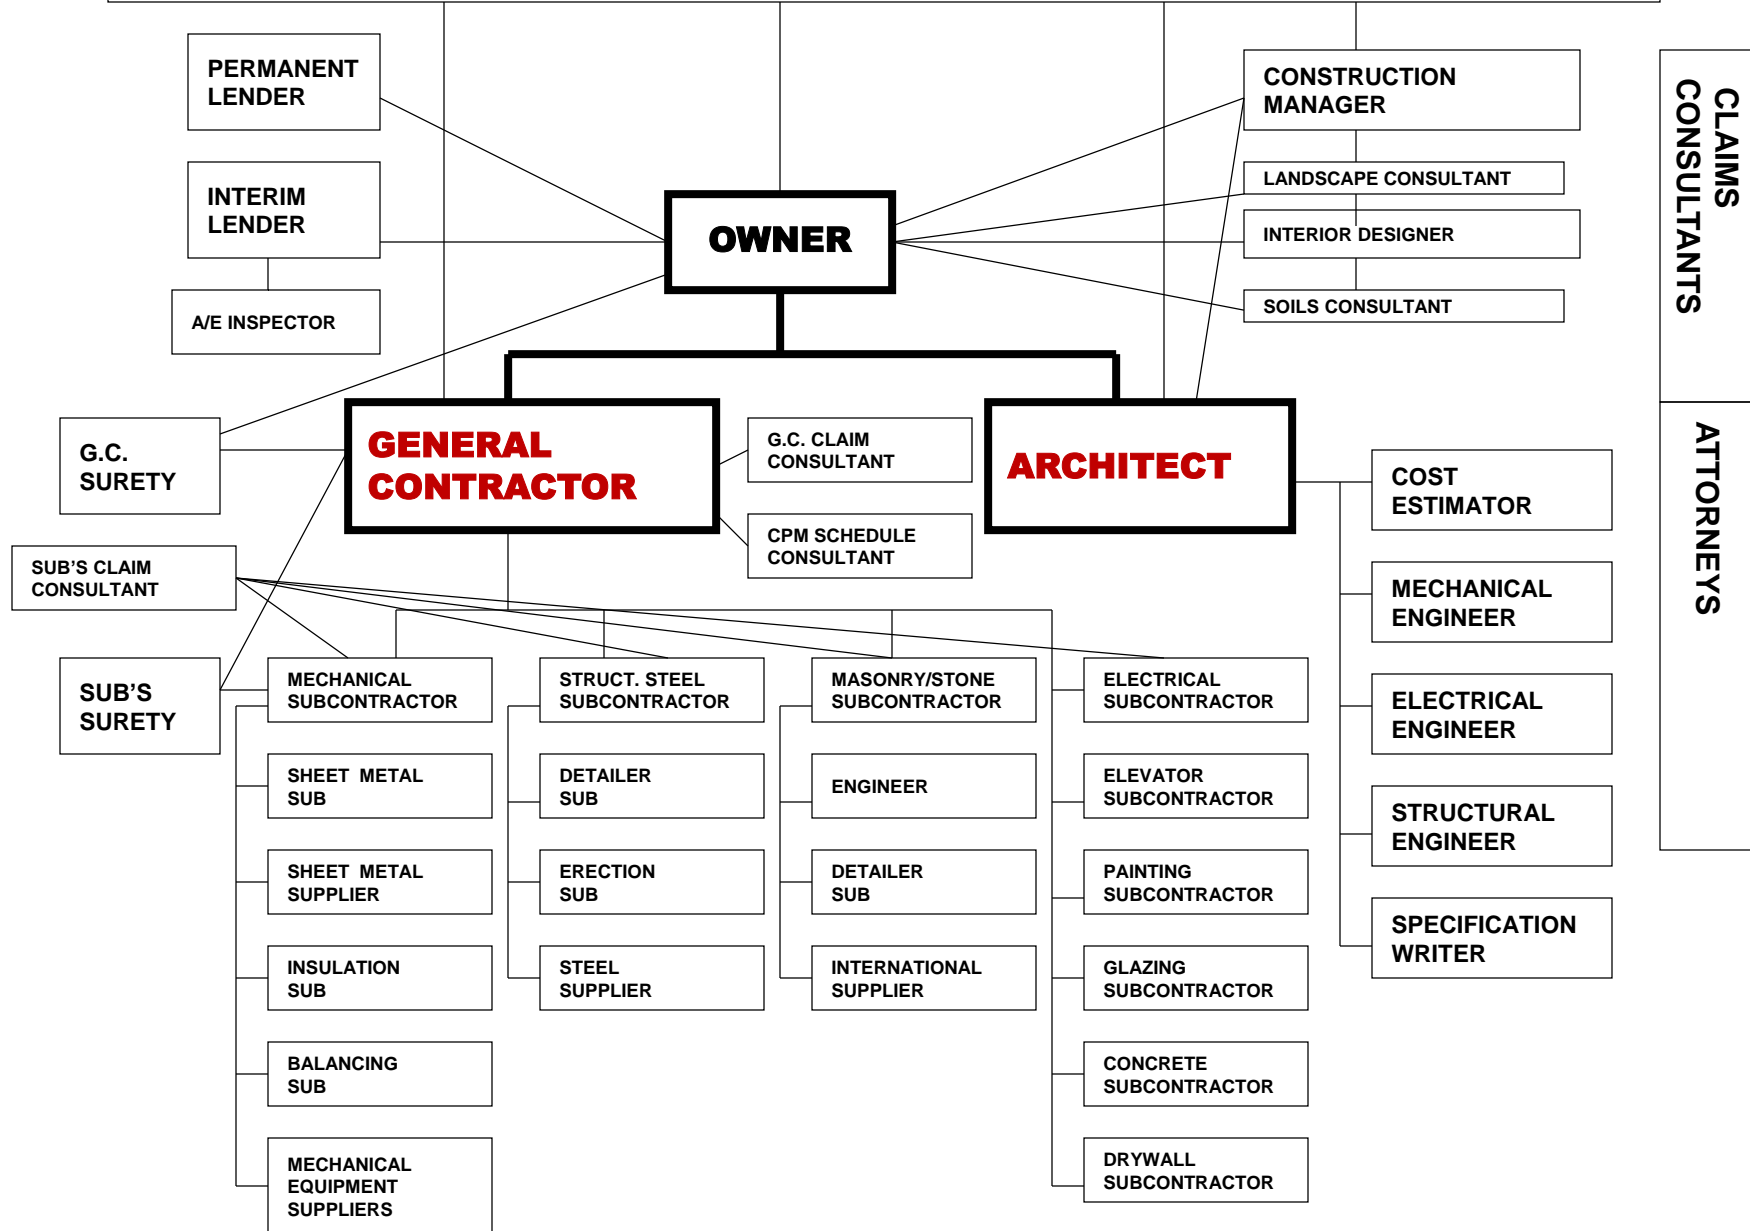 PERMANENT
LENDER
CONSTRUCTION
MANAGER
CLAIMS
CONSULTANTS
INTERIM
LENDER
LANDSCAPE CONSULTANT
OWNER
INTERIOR DESIGNER
A/E INSPECTOR
SOILS CONSULTANT
G.C.
SURETY
GENERAL
CONTRACTOR
G.C. CLAIM
CONSULTANT
ARCHITECT
ATTORNEYS
COST
ESTIMATOR
CPM SCHEDULE
CONSULTANT
SUB'S CLAIM
CONSULTANT
MECHANICAL
ENGINEER
SUB'S
SURETY
MECHANICAL
SUBCONTRACTOR
STRUCT. STEEL
SUBCONTRACTOR
MASONRY/STONE
SUBCONTRACTOR
ELECTRICAL
SUBCONTRACTOR
ELECTRICAL
ENGINEER
SHEET METAL
SUB
DETAILER
SUB
ENGINEER
ELEVATOR
SUBCONTRACTOR
STRUCTURAL
ENGINEER
SHEET METAL
SUPPLIER
ERECTION
SUB
DETAILER
SUB
PAINTING
SUBCONTRACTOR
SPECIFICATION
WRITER
INSULATION
SUB
STEEL
SUPPLIER
INTERNATIONAL
SUPPLIER
GLAZING
SUBCONTRACTOR
BALANCING
SUB
CONCRETE
SUBCONTRACTOR
MECHANICAL
EQUIPMENT
SUPPLIERS
DRYWALL
SUBCONTRACTOR